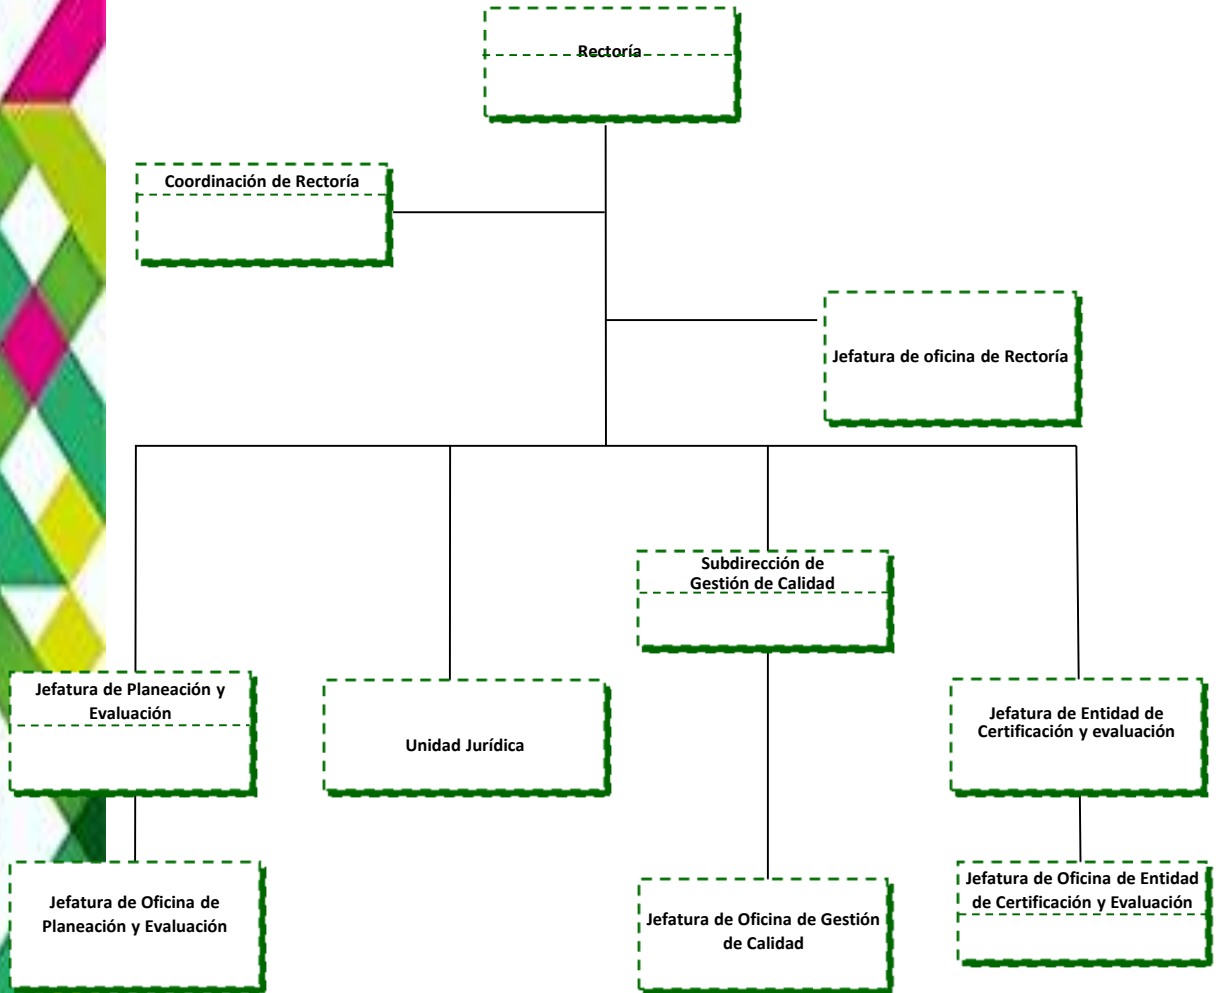 Rectoría
Coordinación de Rectoría
Jefatura de oficina de Rectoría
Subdirección de
Gestión de Calidad
Jefatura de Planeación y
Evaluación
Unidad Jurídica
Jefatura de Entidad de
Certificación y evaluación
Jefatura de Oficina de
Planeación y Evaluación
Jefatura de Oficina de Gestión
de Calidad
Jefatura de Oficina de Entidad
de Certificación y Evaluación